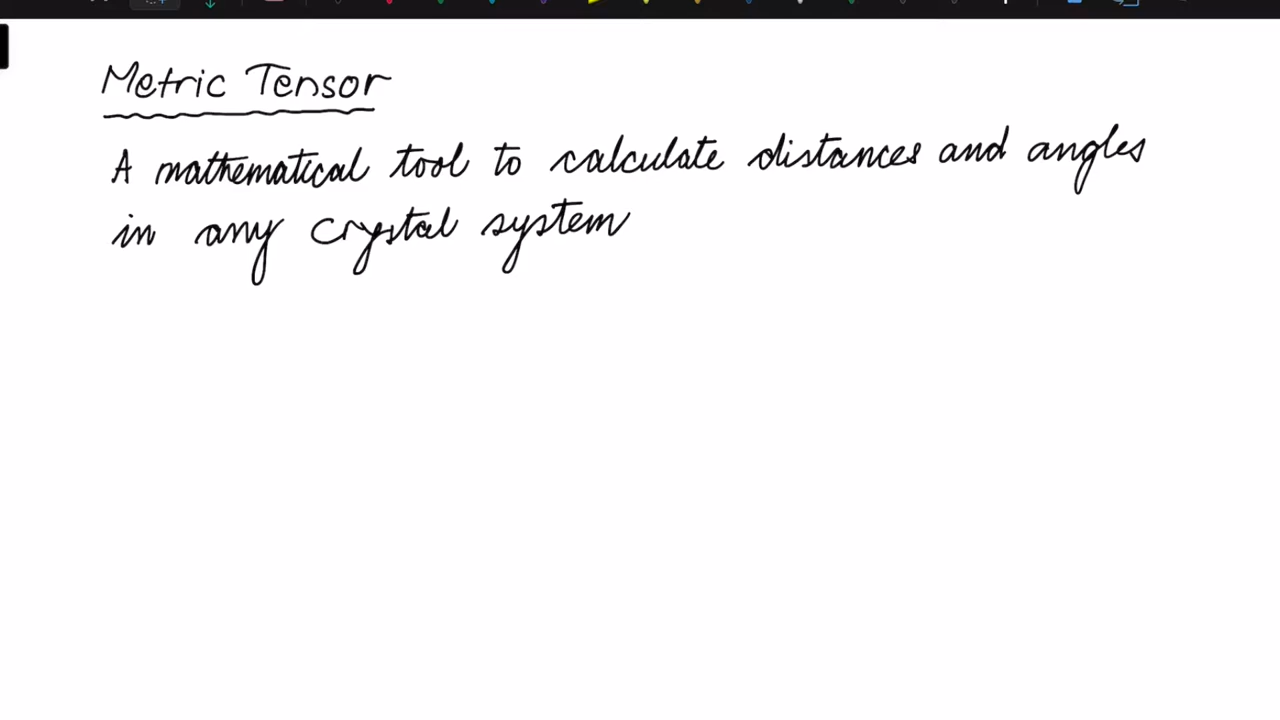 Metric Tensor
A mathematical tool to calculate distances and angles
in any crystal system